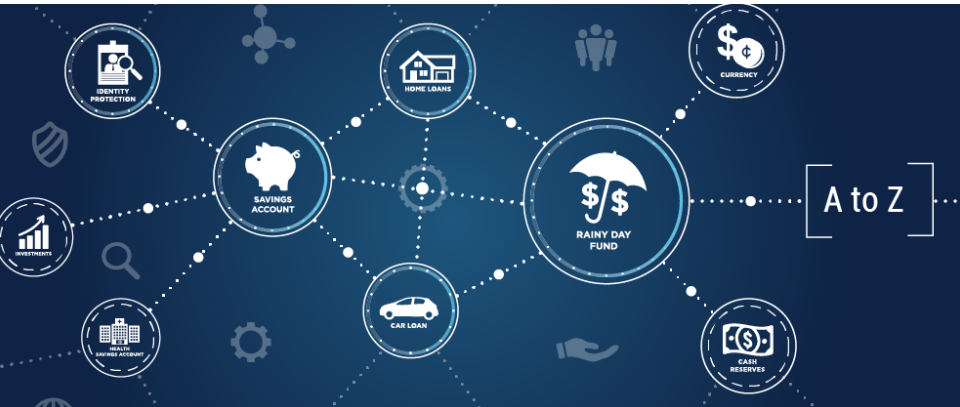 IDENTITY
PROTECTION
HOME LOANS
CURRENCY
SAVINGS
ACCOUNT
RAINY DAY
FUND
A to Z
INVESTMENTS
CAR LOAN
HEALTH
SAVINGS ACCOUNT
CASH
RESERVES